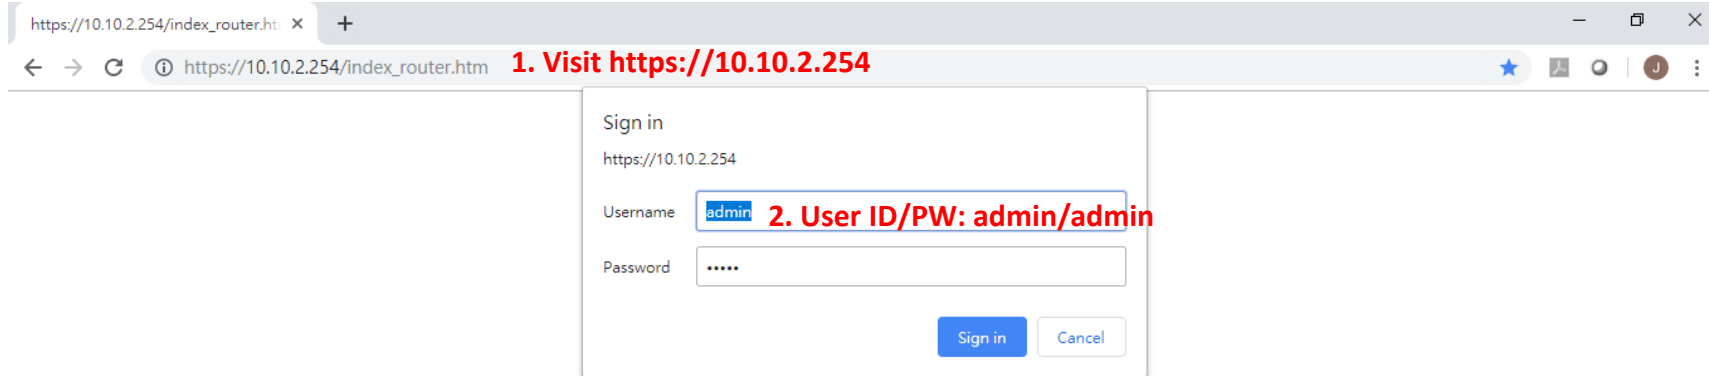 https://10.10.2.254/index_router.ht
https://10.10.2.254/index_router.htm
1. Visit https://10.10.2.254
J
Sign in
https://10.10.2.254
Username
admin
2. User ID/PW: admin/admin
Password
•••••
Sign in
Cancel